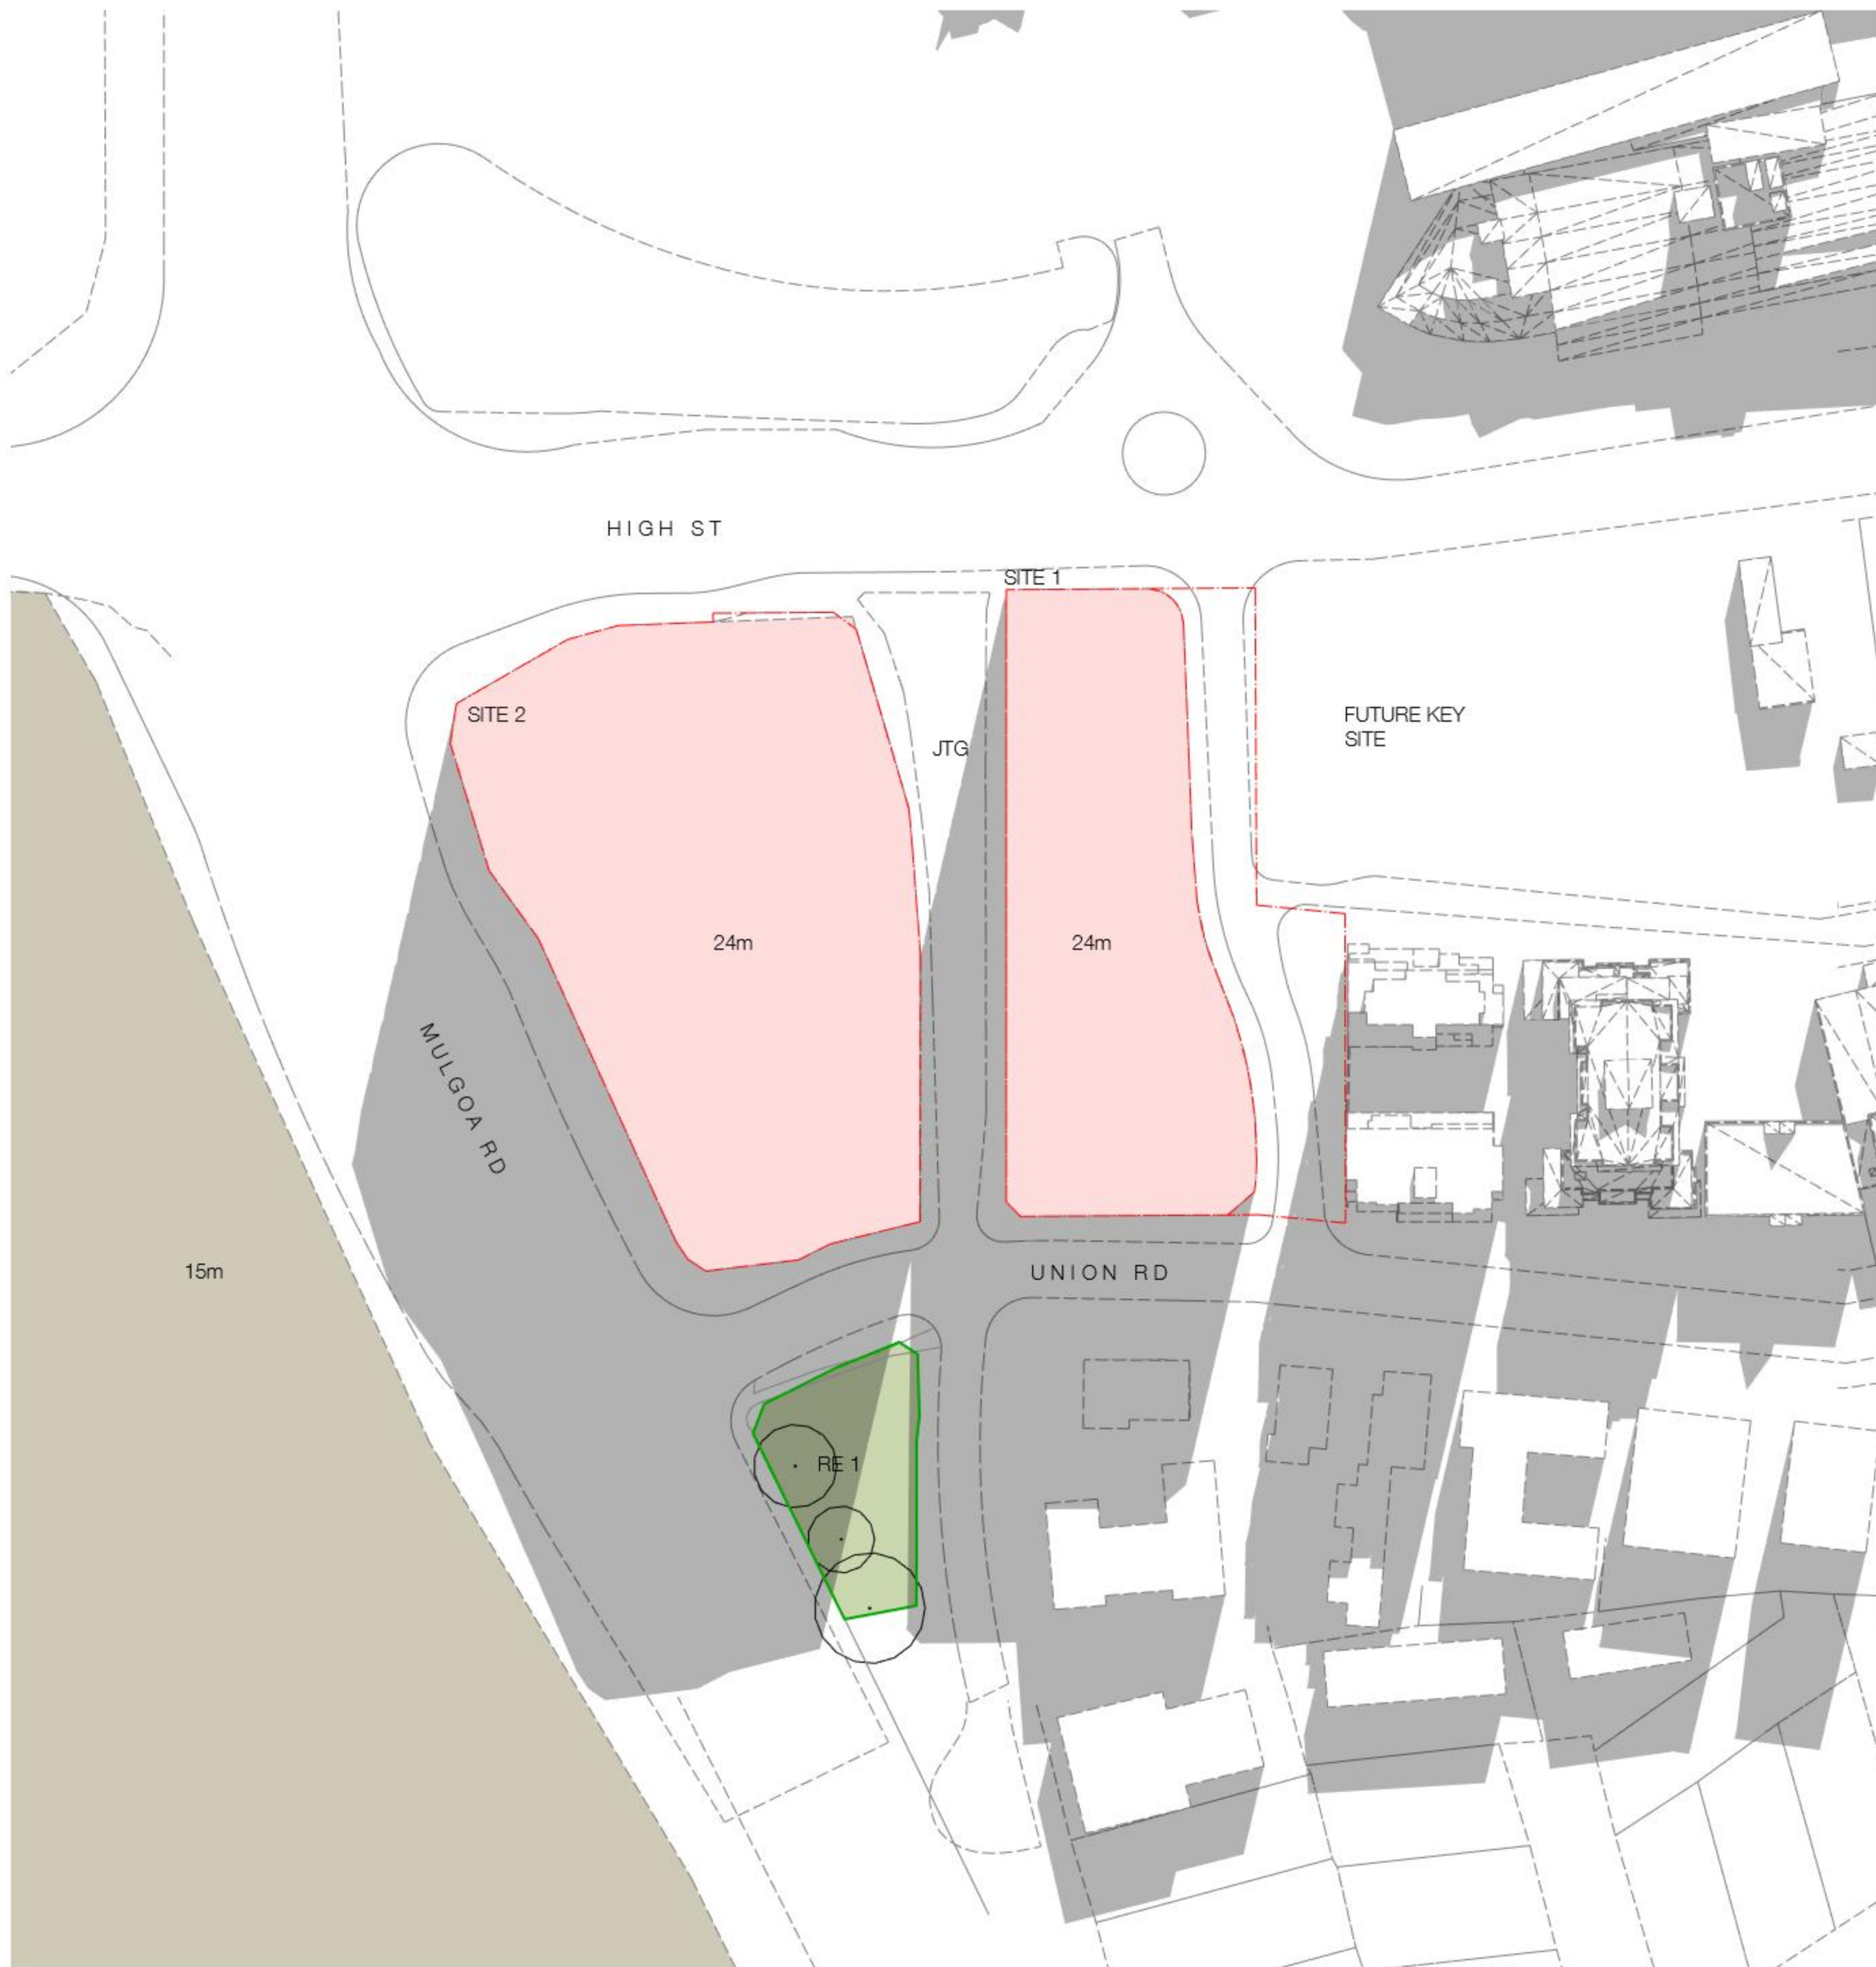 HIGH ST
SITE 1
SITE 2
FUTURE KEY
SITE
JTG
24m
24m
MULGOA RD
15m
UNION RD
RE 1